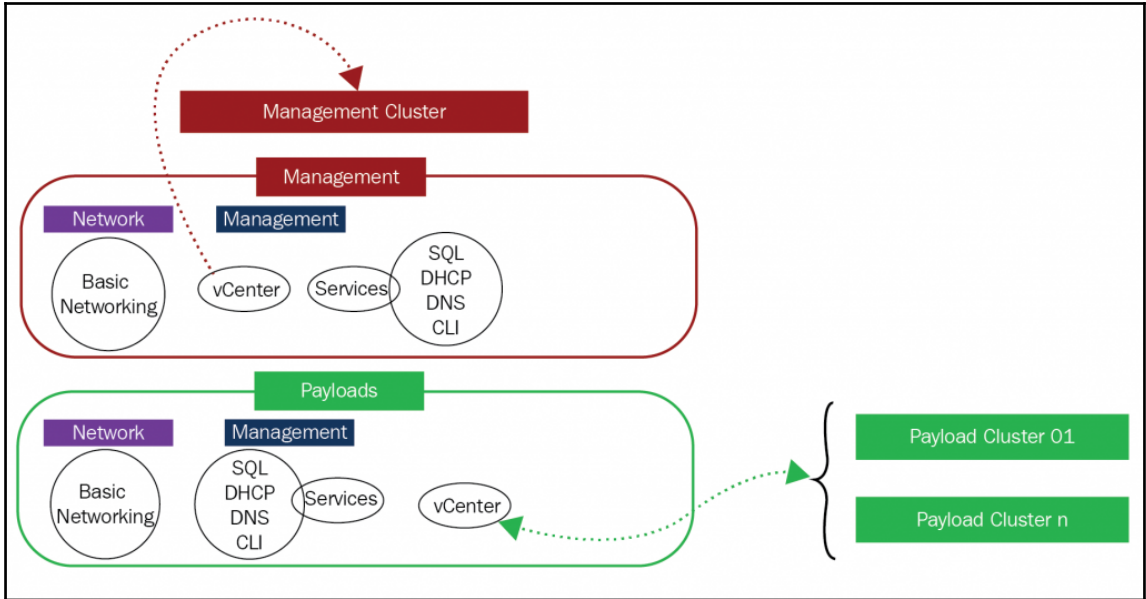 Management Cluster
Management
Network
Management
Basic
Networking
vCenter
Services
SQL
DHCP
DNS
CLI
Payloads
Network
Management
Basic
Networking
SQL
DHCP
DNS
CLI
Services
vCenter
Payload Cluster 01
Payload Cluster n